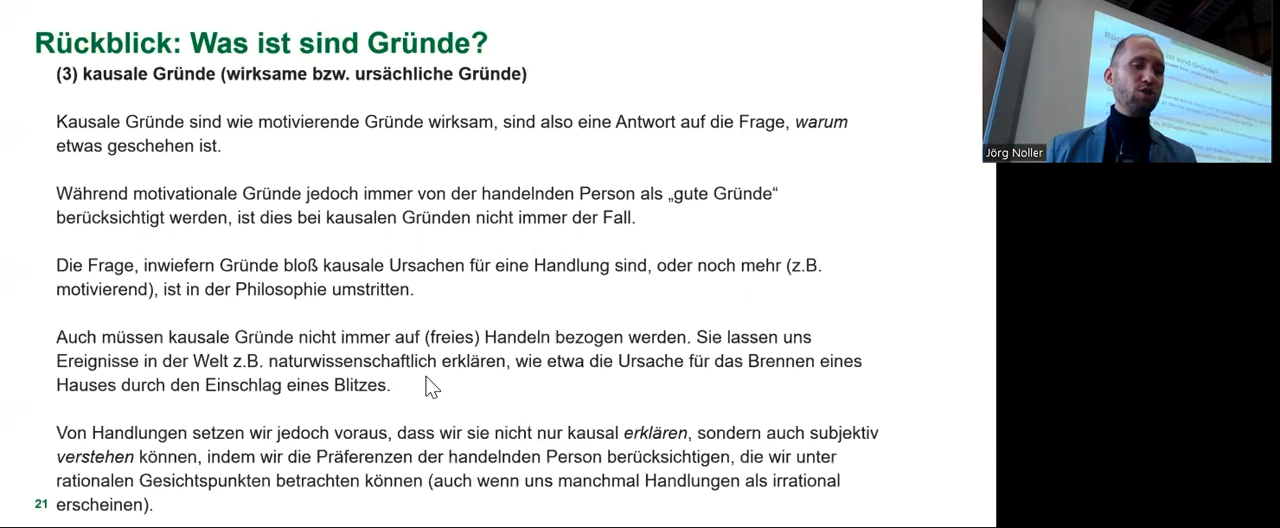 Rückblick: Was ist sind Gründe?
(3) kausale Gründe (wirksame bzw. ursächliche Gründe)
Kausale Gründe sind wie motivierende Gründe wirksam, sind also eine Antwort auf die Frage, warum
etwas geschehen ist.
Während motivationale Gründe jedoch immer von der handelnden Person als „gute Gründe“
berücksichtigt werden, ist dies bei kausalen Gründen nicht immer der Fall.
Die Frage, inwiefern Gründe bloß kausale Ursachen für eine Handlung sind, oder noch mehr (z.B.
motivierend), ist in der Philosophie umstritten.
Auch müssen kausale Gründe nicht immer auf (freies) Handeln bezogen werden. Sie lassen uns
Ereignisse in der Welt z.B. naturwissenschaftlich erklären, wie etwa die Ursache für das Brennen eines
Hauses durch den Einschlag eines Blitzes.
Von Handlungen setzen wir jedoch voraus, dass wir sie nicht nur kausal erklären, sondern auch subjektiv
verstehen können, indem wir die Präferenzen der handelnden Person berücksichtigen, die wir unter
rationalen Gesichtspunkten betrachten können (auch wenn uns manchmal Handlungen als irrational
21 erscheinen).
Jörg Noller